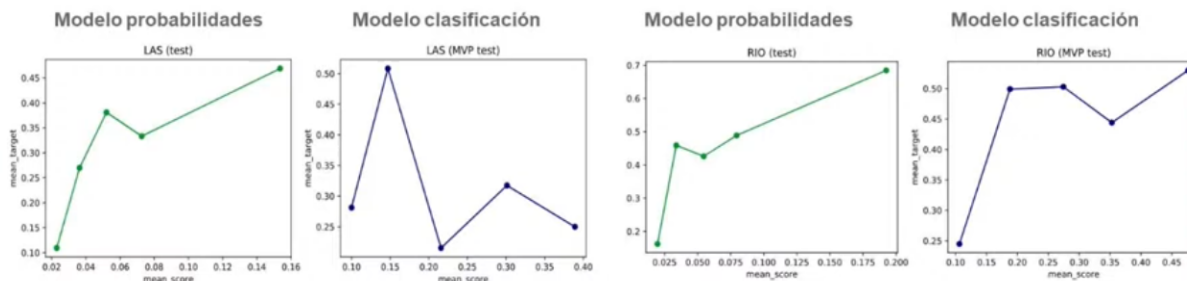 Modelo probabilidades
Modelo clasificación
Modelo probabilidades
Modelo clasificación
LAS (test)
LAS (MVP test)
RIO (test)
RIO (MVP test)
mean_target
0.45
0.40
0.35
0.30
0.25
0.20
0.15
0.10
0.02 0.04 0.06 0.08 0.10 0.12 0.14 0.16
mean_score
mean_target
0.50
0.45
0.40
0.35
0.30
0.25
0.10 0.15 0.20 0.25 0.30 0.35 0.40
mean_score
mean_target
0.7
0.6
0.5
0.4
0.3
0.2
0.025 0.050 0.075 0.100 0.125 0.150 0.175 0.200
mean_score
mean_target
0.50
0.45
0.40
0.35
0.30
0.25
0.10 0.15 0.20 0.25 0.30 0.35 0.40 0.45
mean_score